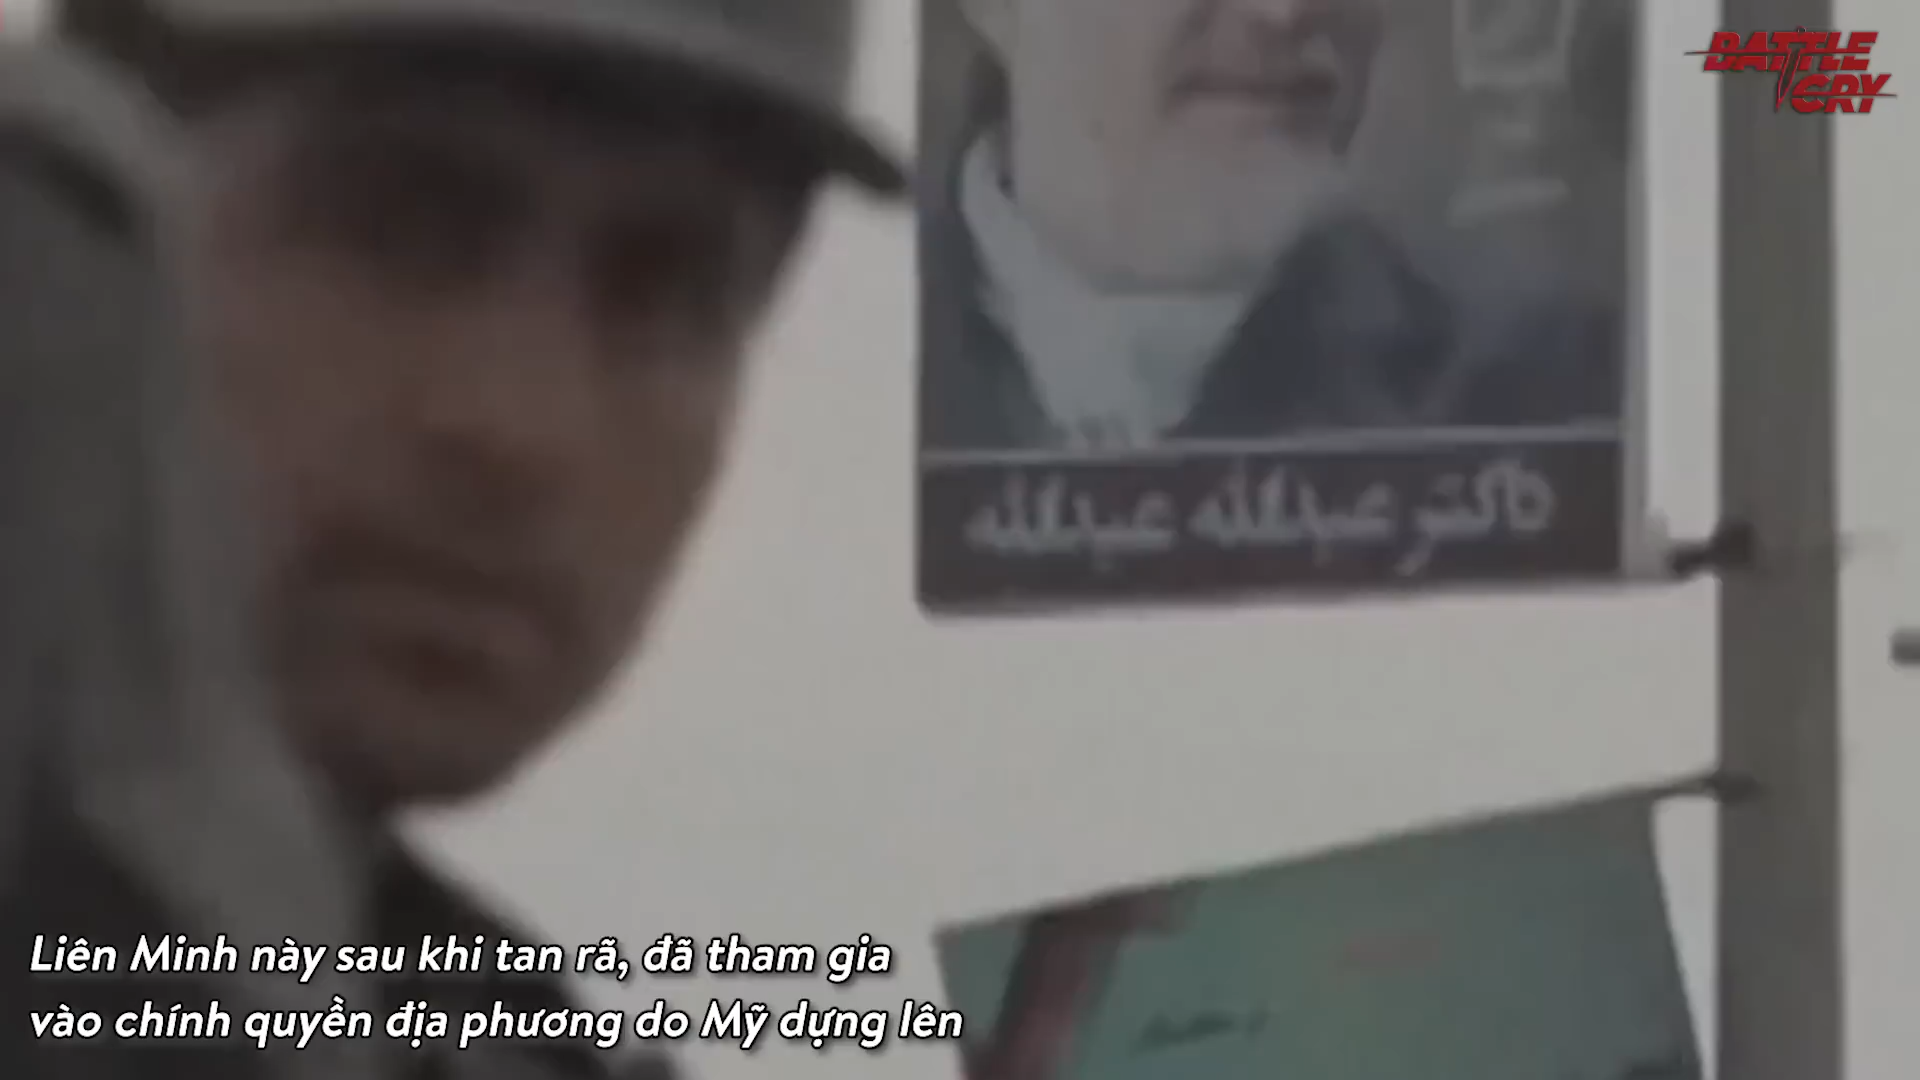 BATTLE
CRY
داكتر عبدالله عبدالله
Liên Minh này sau khi tan rã, đã tham gia
vào chính quyền địa phương do Mỹ dựng lên